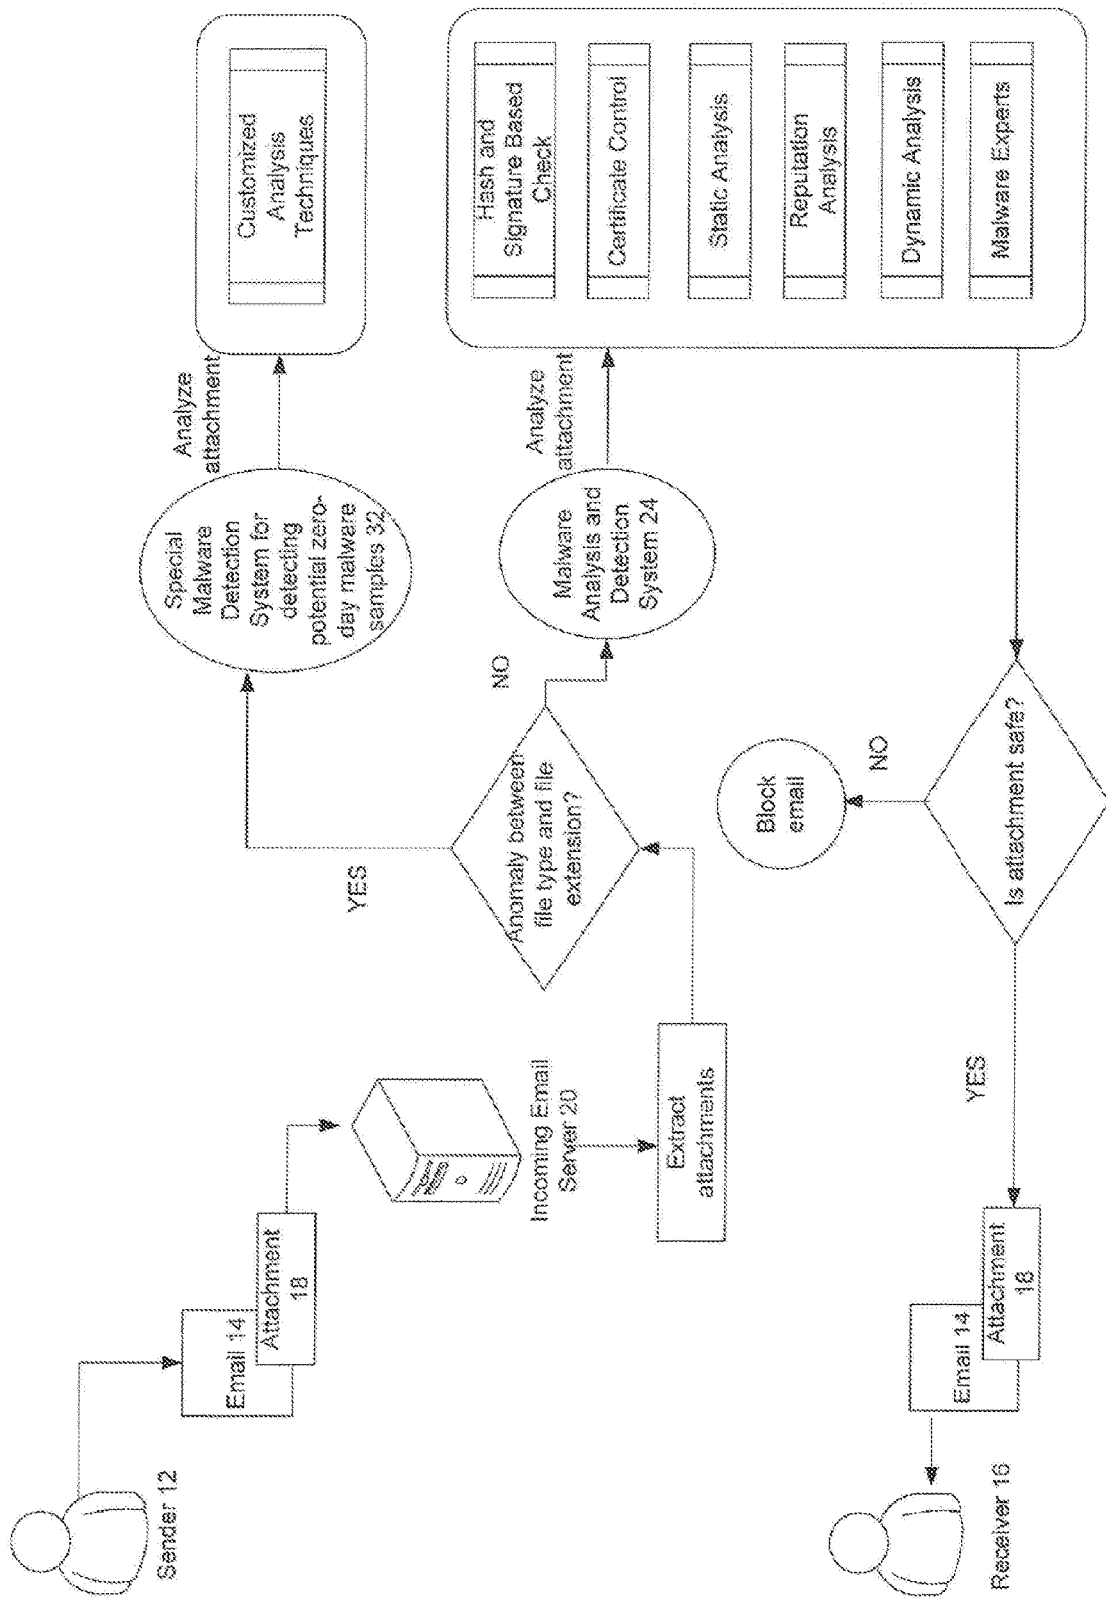 Sender 12
Email 14
Attachment
18
Incoming Email
Server 20
Extract
attachments
Anomaly between
file type and file
extension?
YES
NO
Special
Malware
Detection
System for
detecting
potential zero-
day malware
samples 32
Analyze
attachment
Customized
Analysis
Techniques
Malware
Analysis and
Detection
System 24
Analyze
attachment
Hash and
Signature Based
Check
Certificate Control
Static Analysis
Reputation
Analysis
Dynamic Analysis
Malware Experts
Is attachment safe?
NO
Block
email
YES
Email 14
Attachment
18
Receiver 16